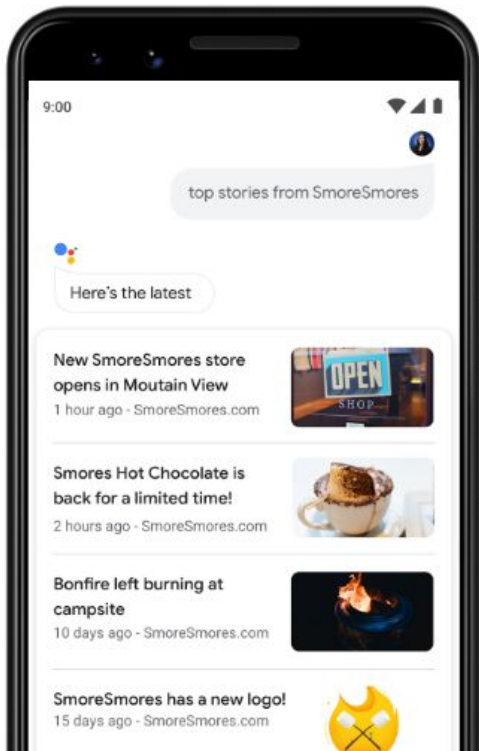 9:00
top stories from SmoreSmores
Here's the latest
New SmoreSmores store
opens in Moutain View
1 hour ago - SmoreSmores.com
OPEN
SHOP
Smores Hot Chocolate is
back for a limited time!
2 hours ago - SmoreSmores.com
Bonfire left burning at
campsite
10 days ago - SmoreSmores.com
SmoreSmores has a new logo!
15 days ago - SmoreSmores.com